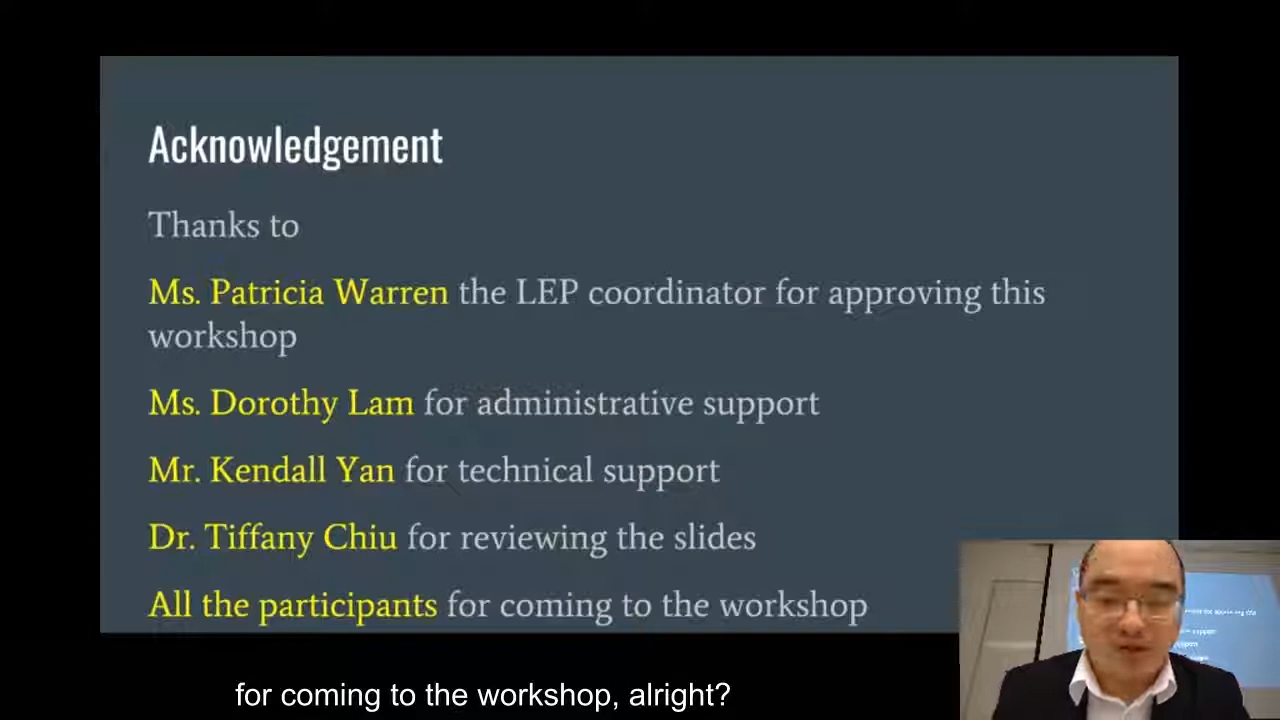 Acknowledgement
Thanks to
Ms. Patricia Warren the LEP coordinator for approving this
workshop
Ms. Dorothy Lam for administrative support
Mr. Kendall Yan for technical support
Dr. Tiffany Chiu for reviewing the slides
All the participants for coming to the workshop
for coming to the workshop, alright?